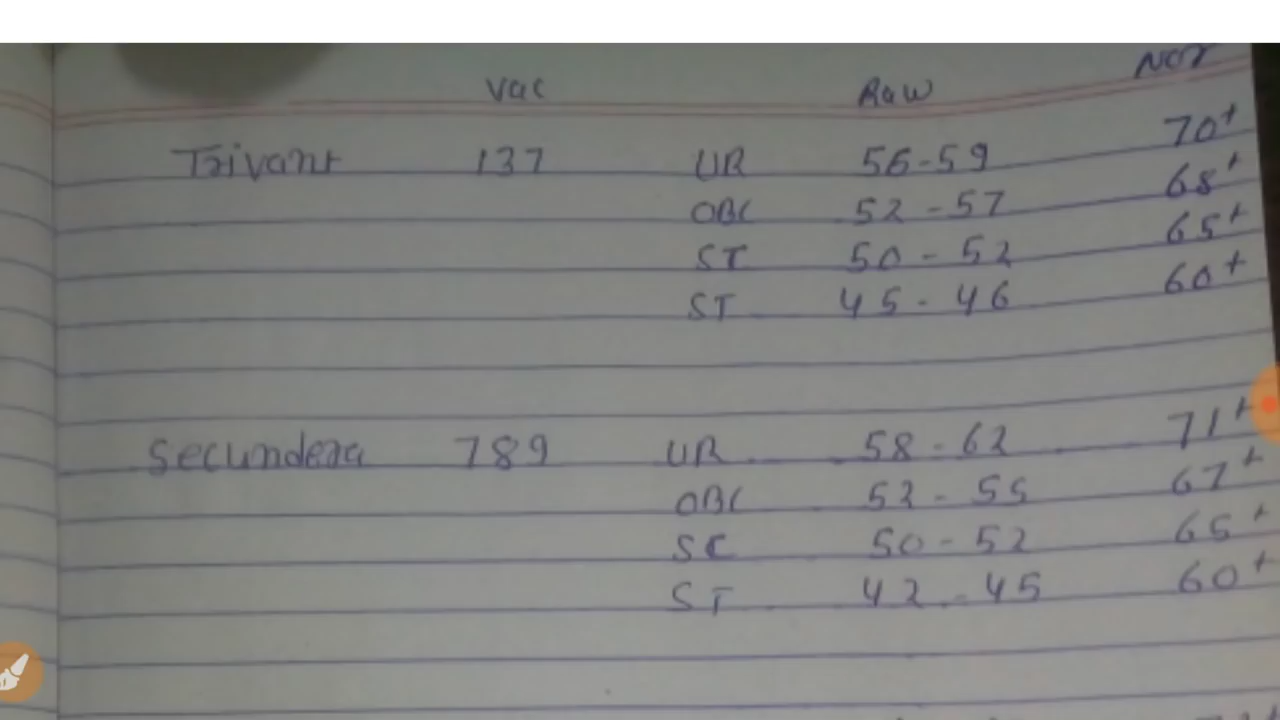 Vac Raw Nor
Trivant 137 UR 56-59 70+
OBC 52-57 68+
ST 50-52 65+
ST 45-46 60+
Secundera 789 UR 58-62 71+
OBC 52-55 67+
SC 50-52 65+
ST 42-45 60+